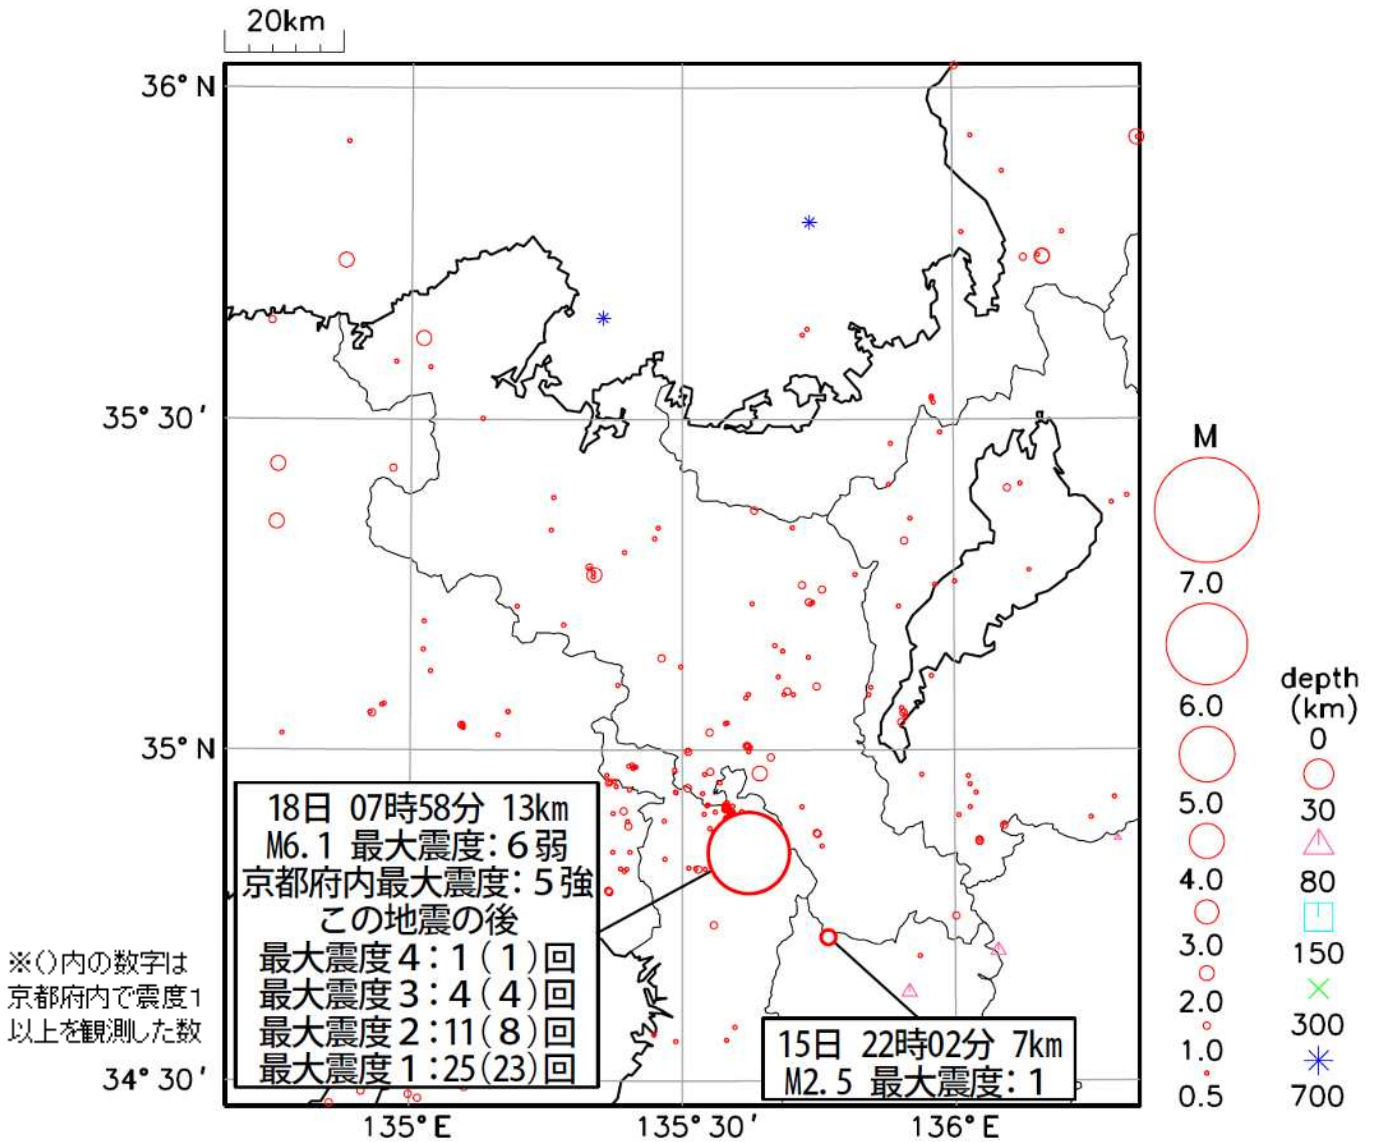 20km
36°N
35°30′
35°N
34°30′
135°E
135°30′
136°E
18日 07時58分 13km
M6.1 最大震度:6弱
京都府内最大震度:5強
この地震の後
最大震度4:1(1)回
最大震度3:4(4)回
最大震度2:11(8)回
最大震度1:25(23)回
15日 22時02分 7km
M2.5 最大震度:1
※()内の数字は
京都府内で震度1
以上を観測した数
M
7.0
6.0
5.0
4.0
3.0
2.0
1.0
0.5
depth
(km)
0
30
80
150
300
700